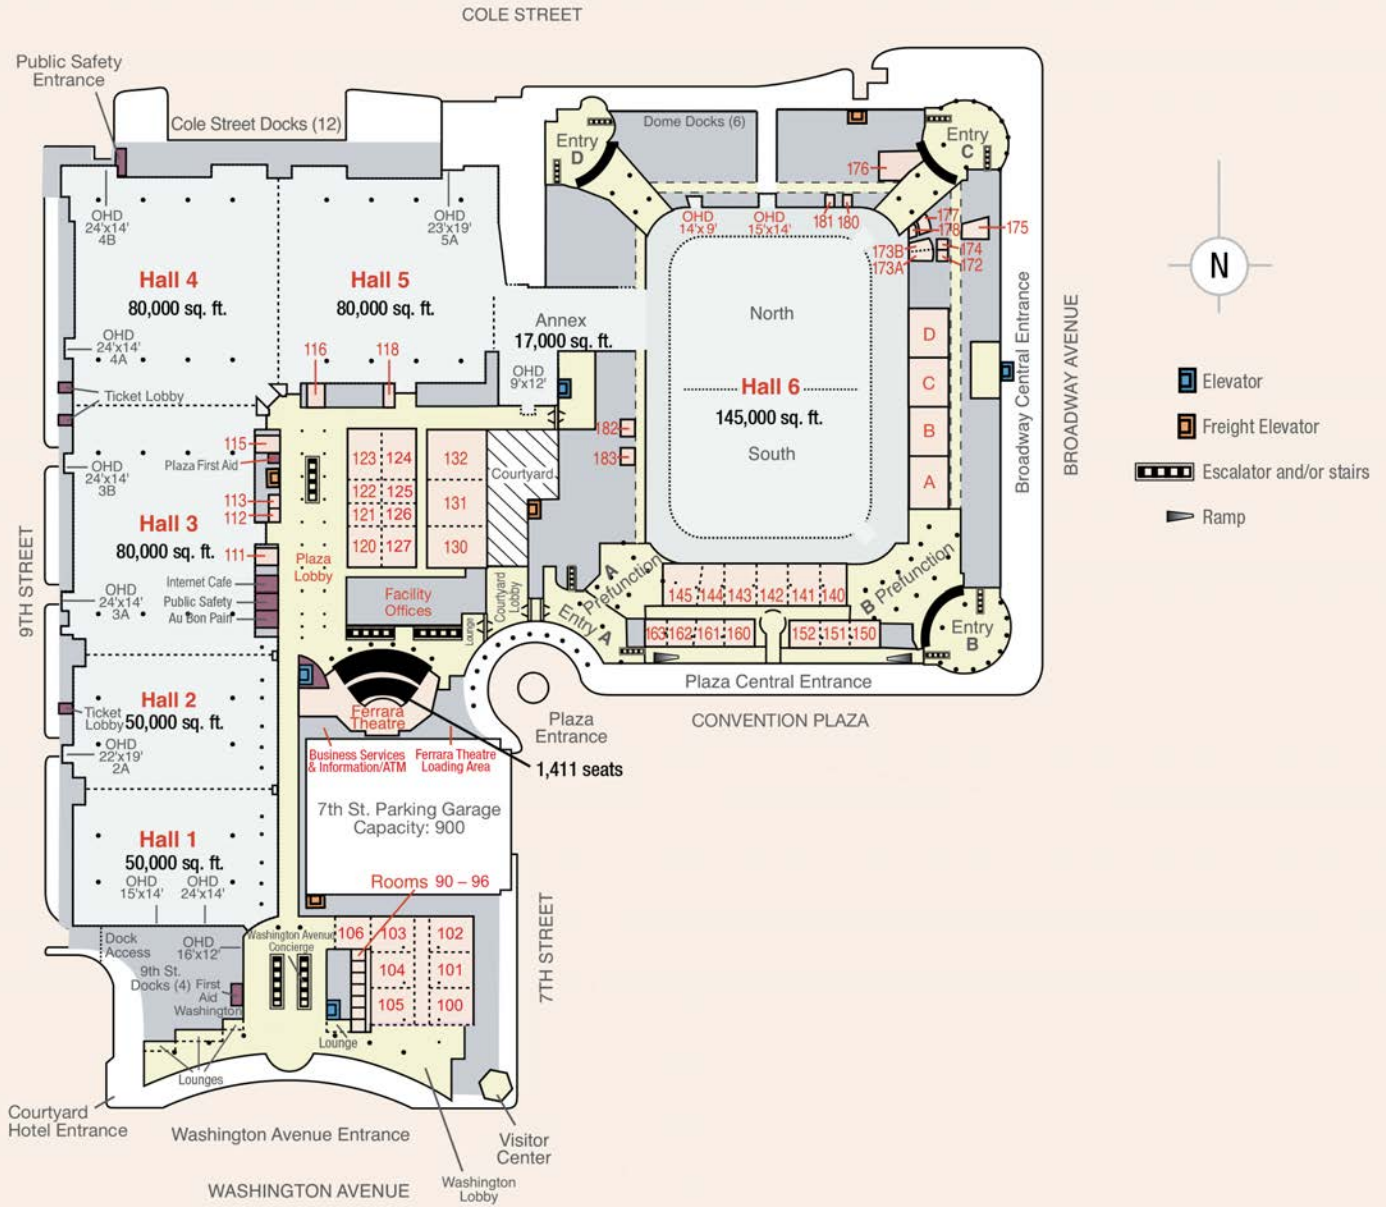 COLE STREET
Public Safety
Entrance
Cole Street Docks (12)
OHD
24'x14'
4B
OHD
23'x19'
5A
Hall 4
80,000 sq. ft.
Hall 5
80,000 sq. ft.
OHD
24'x14'
4A
Ticket Lobby
116
118
Annex
17,000 sq. ft.
OHD
9'x12'
Entry
D
Dome Docks (6)
Entry
C
176
OHD
14'x 9'
OHD
15'x14'
181
180
177
178
175
173B
173A
174
172
North
Hall 6
145,000 sq. ft.
South
D
C
B
A
Broadway Central Entrance
BROADWAY AVENUE
N
Elevator
Freight Elevator
Escalator and/or stairs
Ramp
182
183
115
Plaza First Aid
OHD
24'x14'
3B
113
112
Hall 3
80,000 sq. ft.
111
Internet Cafe
Public Safety
Au Bon Pain
OHD
24'x14'
3A
9TH STREET
123
124
122
125
121
126
120
127
132
131
130
Courtyard
Plaza
Lobby
Facility
Offices
Lounge
Courtyard
Lobby
A
Prefunction
Entry A
145
144
143
142
141
140
163
162
161
160
152
151
150
B Prefunction
Entry
B
Plaza Central Entrance
CONVENTION PLAZA
Plaza
Entrance
Hall 2
50,000 sq. ft.
Ticket
Lobby
OHD
22'x19'
2A
Ferrara
Theatre
Business Services
& Information/ATM
Ferrara Theatre
Loading Area
1,411 seats
7th St. Parking Garage
Capacity: 900
Hall 1
50,000 sq. ft.
OHD
15'x14'
OHD
24'x14'
Rooms 90 – 96
7TH STREET
Dock
Access
OHD
16'x12'
9th St.
Docks (4)
First
Aid
Washington
Washington Avenue
Concierge
106
103
102
104
101
105
100
Lounge
Lounges
Courtyard
Hotel Entrance
Washington Avenue Entrance
Visitor
Center
Washington
Lobby
WASHINGTON AVENUE